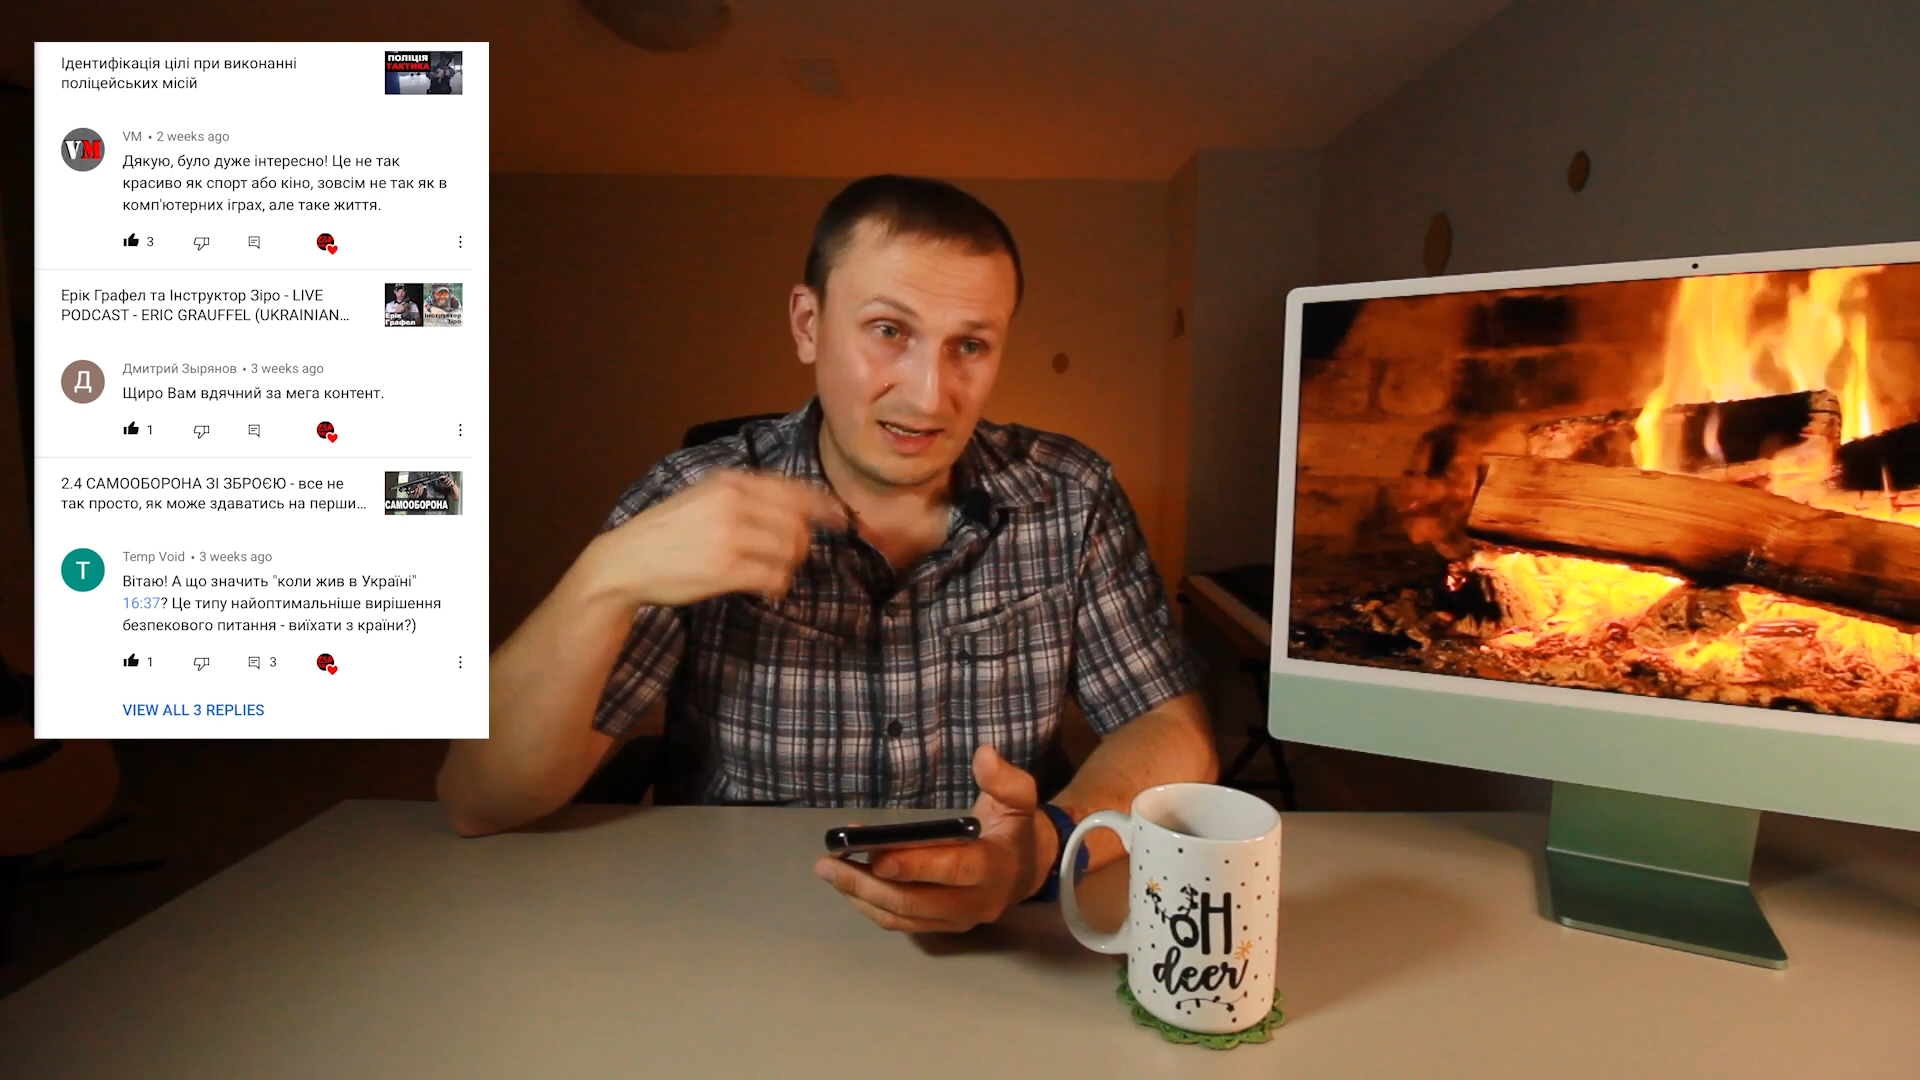 Ідентифікація цілі при виконанні
поліцейських місій
ПОЛІЦІЯ
ТАКТИКА
VM
VM • 2 weeks ago
Дякую, було дуже інтересно! Це не так
красиво як спорт або кіно, зовсім не так як в
комп'ютерних іграх, але таке життя.
3
Ерік Графел та Інструктор Зіро - LIVE
PODCAST - ERIC GRAUFFEL (UKRAINIAN...
Ерік
Графел
Інструктор
Зіро
Д
Дмитрий Зырянов • 3 weeks ago
Щиро Вам вдячний за мега контент.
1
2.4 САМООБОРОНА ЗІ ЗБРОЄЮ - все не
так просто, як може здаватись на перши...
САМООБОРОНА
T
Temp Void • 3 weeks ago
Вітаю! А що значить "коли жив в Україні"
16:37? Це типу найоптимальніше вирішення
безпекового питання - виїхати з країни?)
1
3
VIEW ALL 3 REPLIES
OH
deer